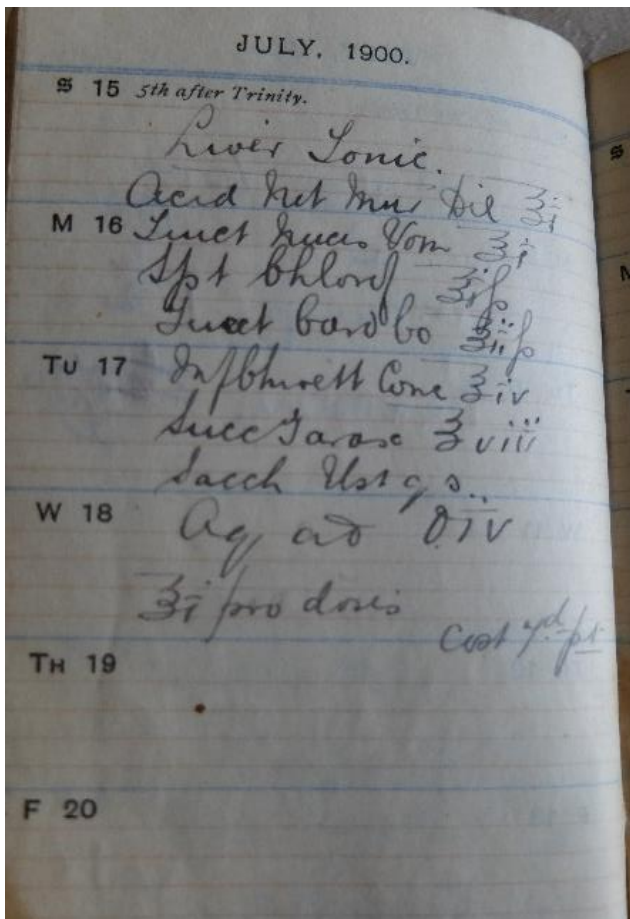 JULY, 1900.
S 15 5th after Trinity.
Liver Tonic.
Acid Nit Mur Dil ℥i
M 16 Tinct Nucis Vom ℥i
Spt Chlorof ℥iß
Tinct Card Co ℥iiß
TU 17 Inf Chirett Conc ℥iv
Succ Tarax ℥viii
Sacch Ust q.s.
W 18 Aq ad Oiv
℥i pro dosis
Cost 7d pt
TH 19
F 20